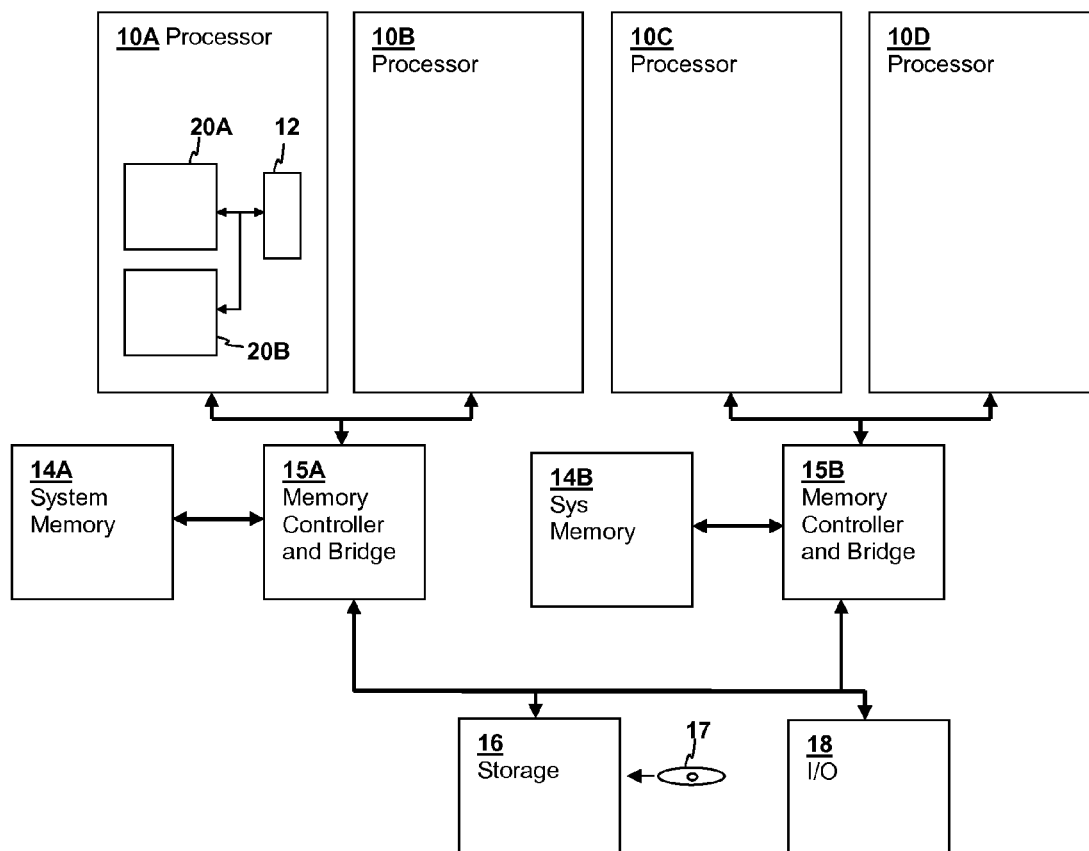 10A Processor
10B
Processor
10C
Processor
10D
Processor
20A
12
20B
14A
System
Memory
15A
Memory
Controller
and Bridge
14B
Sys
Memory
15B
Memory
Controller
and Bridge
16
Storage
17
18
I/O